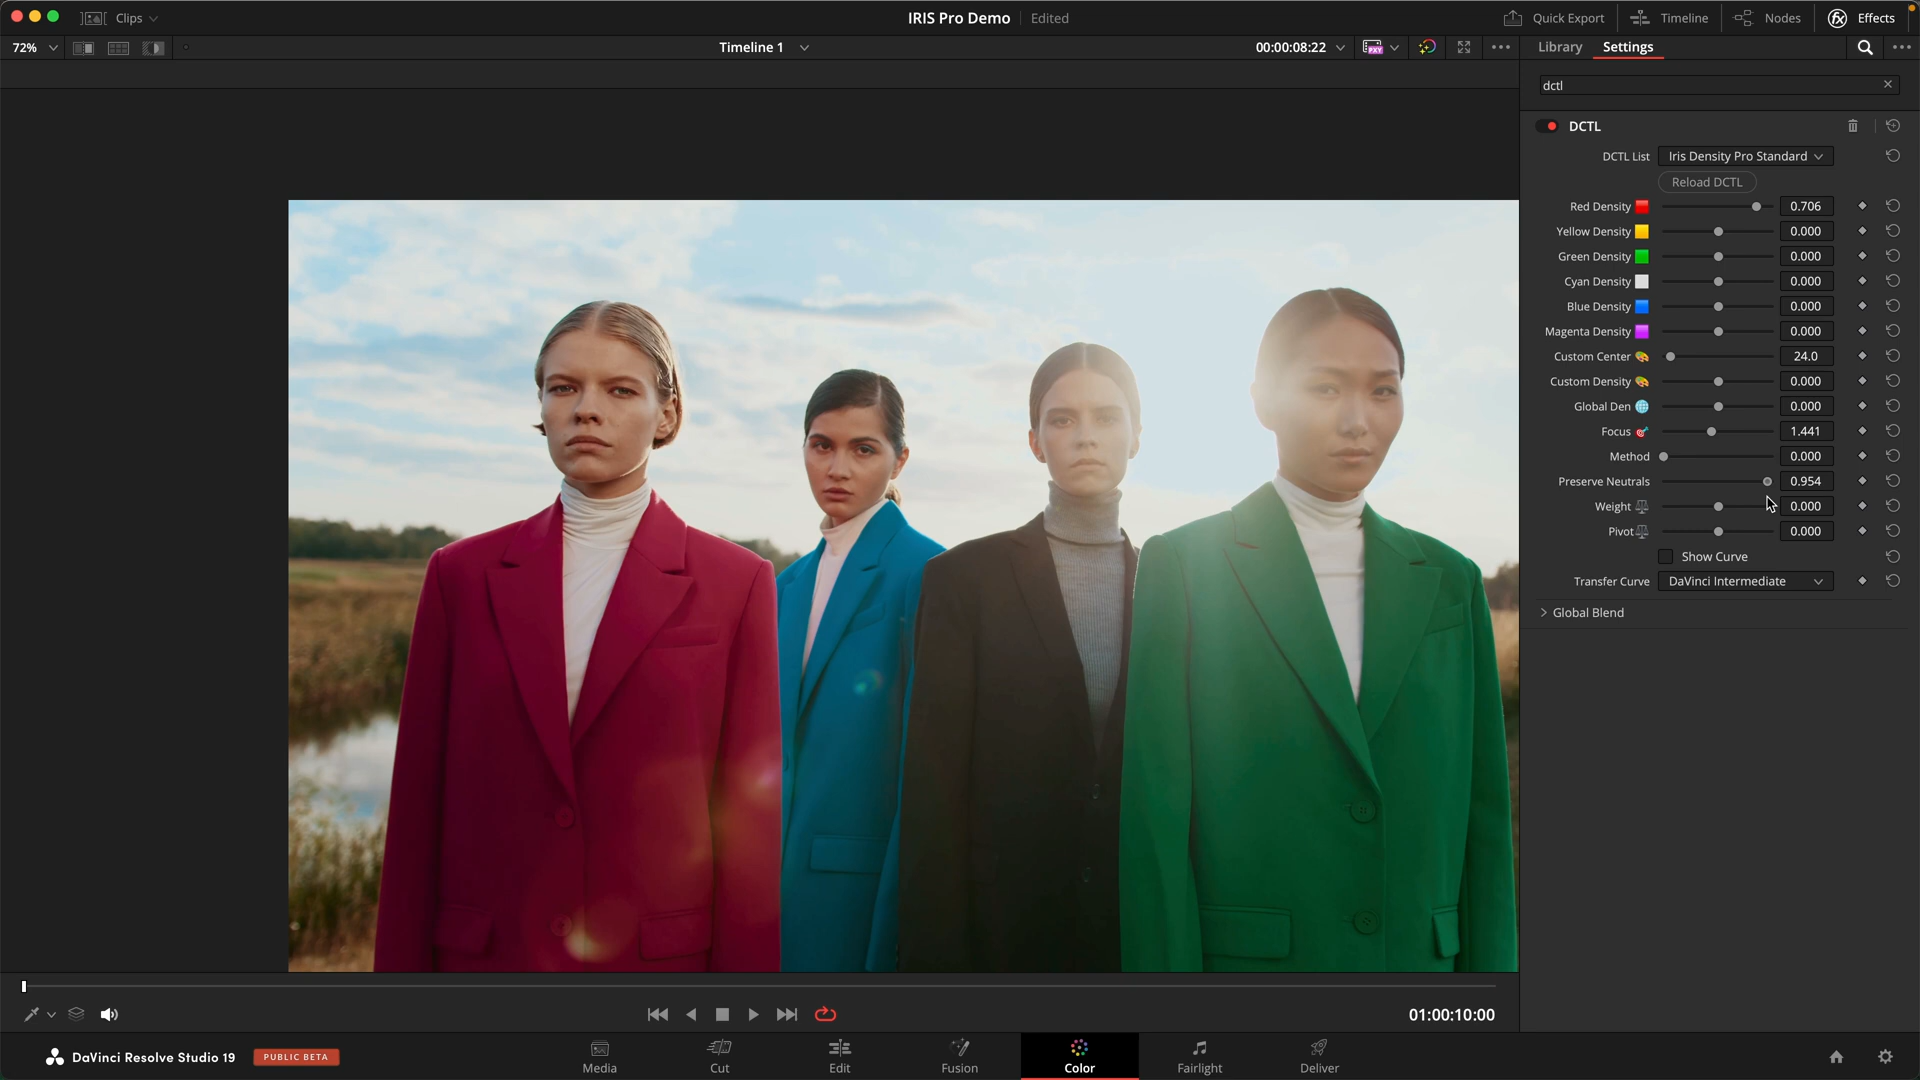 Clips
IRIS Pro Demo
Edited
Quick Export
Timeline
Nodes
Effects
72%
Timeline 1
00:00:08:22
PXY
Library
Settings
dctl
DCTL
DCTL List
Iris Density Pro Standard
Reload DCTL
Red Density
0.706
Yellow Density
0.000
Green Density
0.000
Cyan Density
0.000
Blue Density
0.000
Magenta Density
0.000
Custom Center
24.0
Custom Density
0.000
Global Den
0.000
Focus
1.441
Method
0.000
Preserve Neutrals
0.954
Weight
0.000
Pivot
0.000
Show Curve
Transfer Curve
DaVinci Intermediate
Global Blend
01:00:10:00
DaVinci Resolve Studio 19
PUBLIC BETA
Media
Cut
Edit
Fusion
Color
Fairlight
Deliver